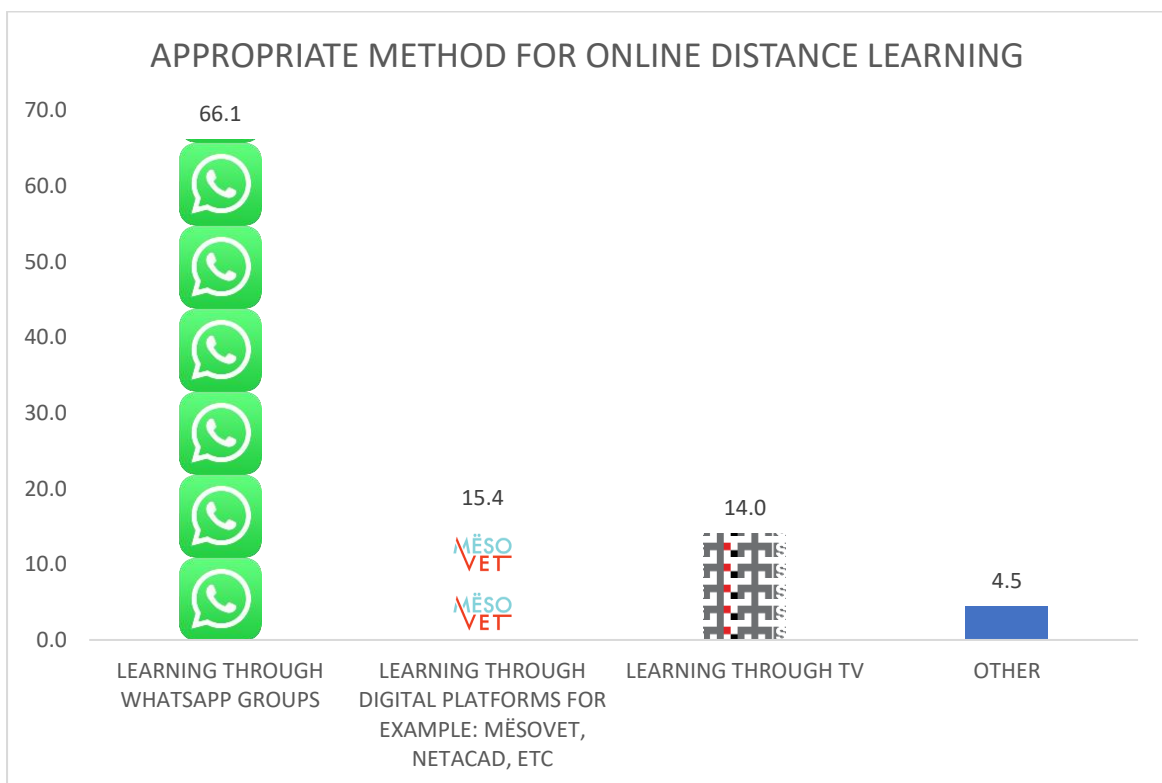 APPROPRIATE METHOD FOR ONLINE DISTANCE LEARNING
70.0
60.0
50.0
40.0
30.0
20.0
10.0
0.0
66.1
15.4
14.0
4.5
MËSO
VET
MËSO
VET
LEARNING THROUGH
WHATSAPP GROUPS
LEARNING THROUGH
DIGITAL PLATFORMS FOR
EXAMPLE: MËSOVET,
NETACAD, ETC
LEARNING THROUGH TV
OTHER